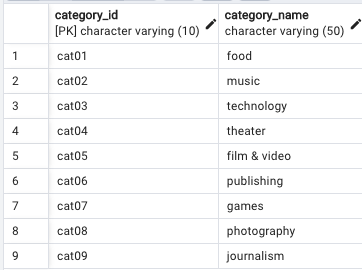 category_id category_name
[PK] character varying (10) character varying (50)
1 cat01 food
2 cat02 music
3 cat03 technology
4 cat04 theater
5 cat05 film & video
6 cat06 publishing
7 cat07 games
8 cat08 photography
9 cat09 journalism